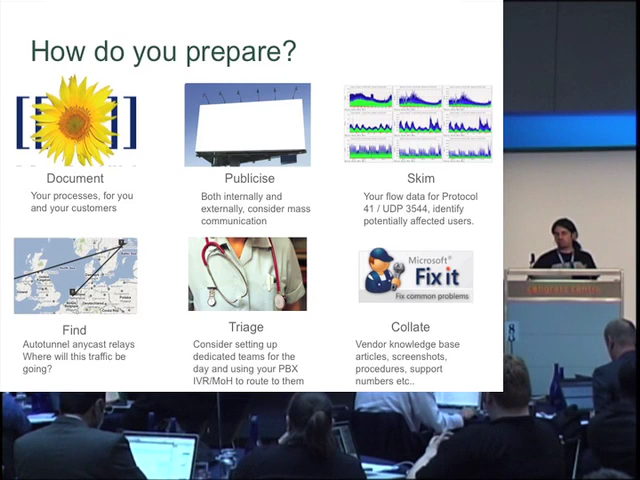 How do you prepare?
Document
Your processes, for you
and your customers
Publicise
Both internally and
externally, consider mass
communication
Skim
Your flow data for Protocol
41 / UDP 3544, identify
potentially affected users.
Find
Autotunnel anycast relays
Where will this traffic be
going?
Triage
Consider setting up
dedicated teams for the
day and using your PBX
IVR/MoH to route to them
Microsoft®
Fix it
Fix common problems
Collate
Vendor knowledge base
articles, screenshots,
procedures, support
numbers etc..
congress centre